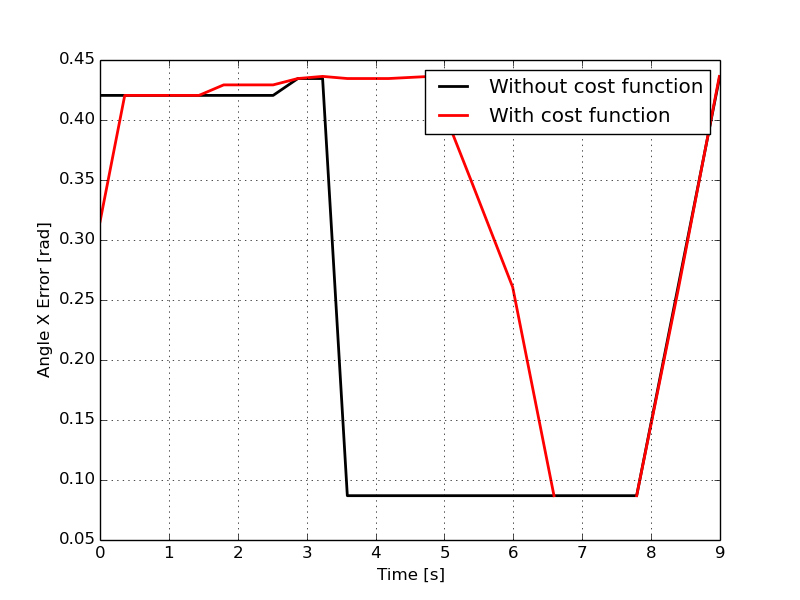 0.45
0.40
0.35
0.30
0.25
0.20
0.15
0.10
0.05
Angle X Error [rad]
Without cost function
With cost function
0 1 2 3 4 5 6 7 8 9
Time [s]